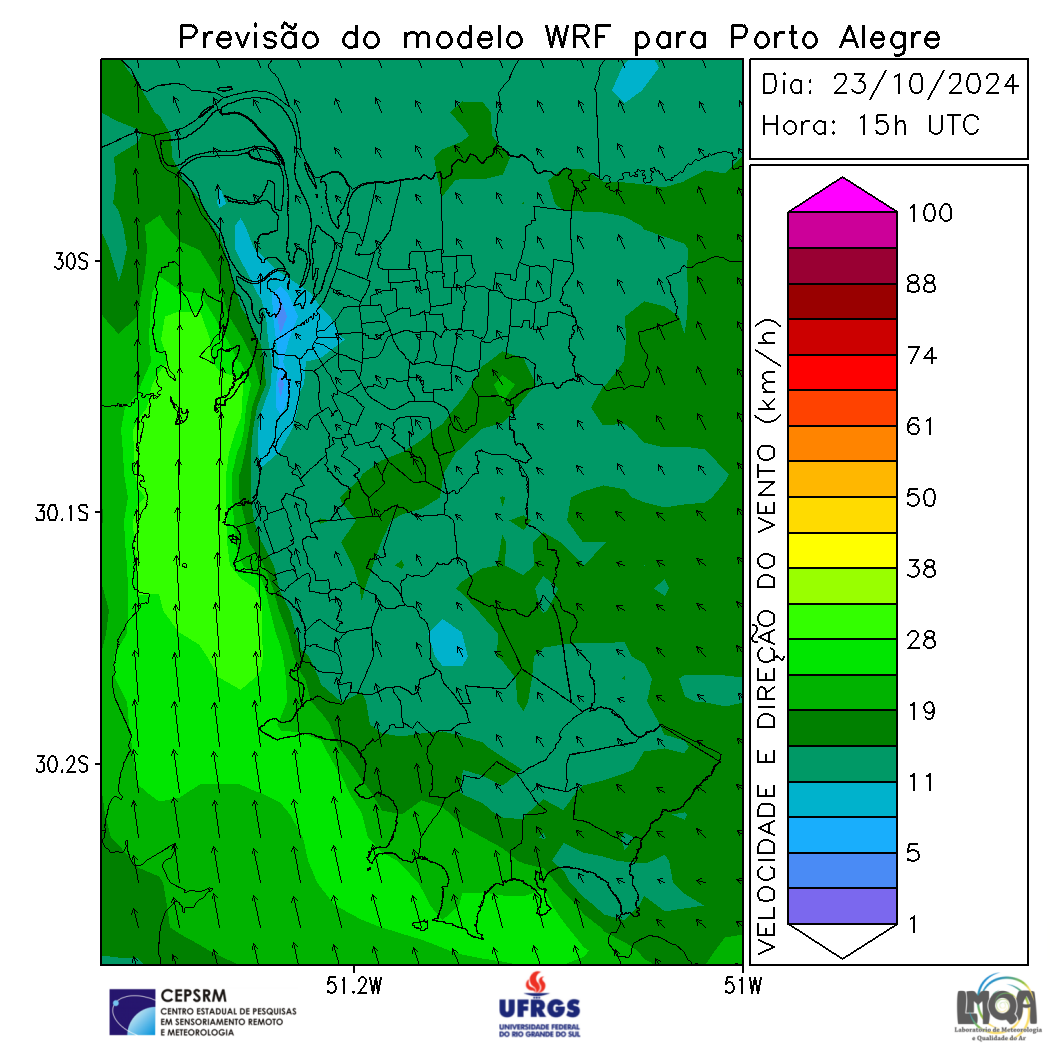 Previsão do modelo WRF para Porto Alegre
Dia: 23/10/2024
Hora: 15h UTC
30S
30.1S
30.2S
51.2W
51W
VELOCIDADE E DIREÇÃO DO VENTO (km/h)
100
88
74
61
50
38
28
19
11
5
1
CEPSRM
CENTRO ESTADUAL DE PESQUISAS
EM SENSORIAMENTO REMOTO
E METEOROLOGIA
UFRGS
UNIVERSIDADE FEDERAL
DO RIO GRANDE DO SUL
LMQA
Laboratório de Meteorologia
e Qualidade do Ar